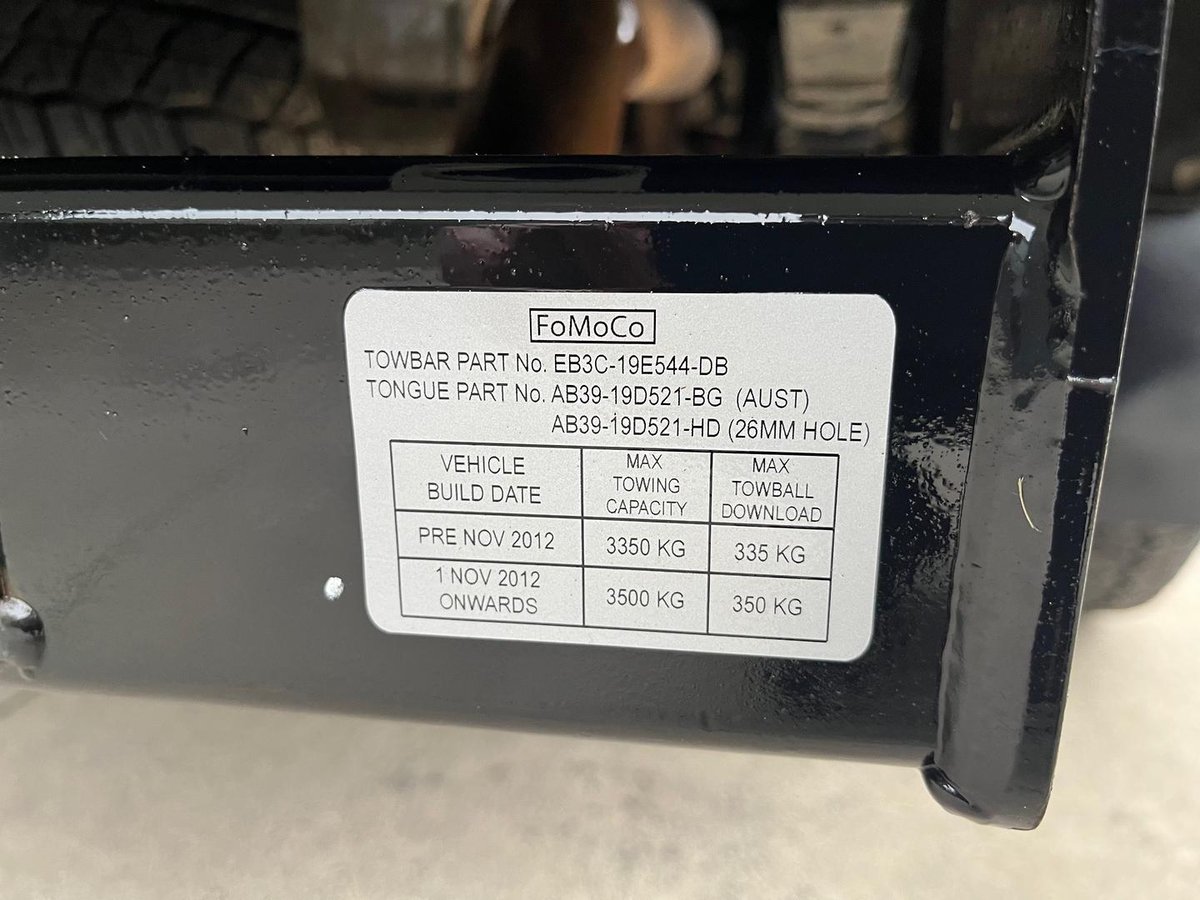 FoMoCo
TOWBAR PART No. EB3C-19E544-DB
TONGUE PART No. AB39-19D521-BG (AUST)
AB39-19D521-HD (26MM HOLE)
VEHICLE BUILD DATE MAX TOWING CAPACITY MAX TOWBALL DOWNLOAD
PRE NOV 2012 3350 KG 335 KG
1 NOV 2012 ONWARDS 3500 KG 350 KG